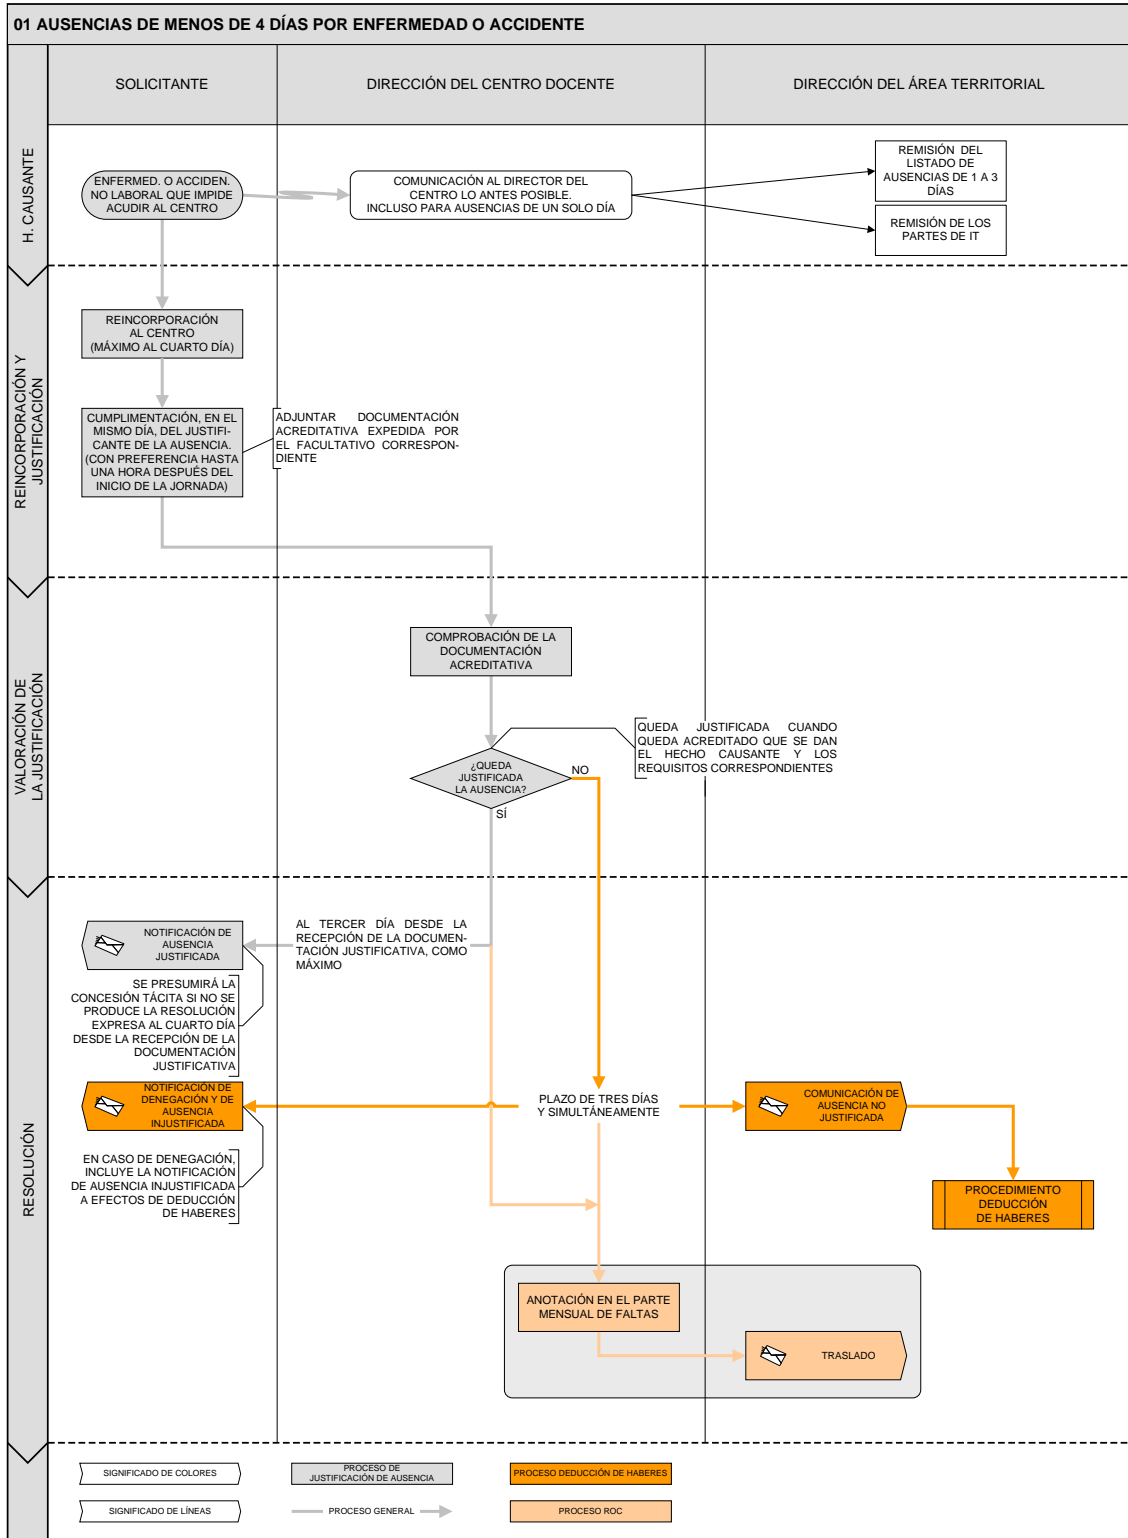 01 AUSENCIAS DE MENOS DE 4 DÍAS POR ENFERMEDAD O ACCIDENTE
SOLICITANTE
DIRECCIÓN DEL CENTRO DOCENTE
DIRECCIÓN DEL ÁREA TERRITORIAL
H. CAUSANTE
ENFERMED. O ACCIDEN.
NO LABORAL QUE IMPIDE
ACUDIR AL CENTRO
COMUNICACIÓN AL DIRECTOR DEL
CENTRO LO ANTES POSIBLE.
INCLUSO PARA AUSENCIAS DE UN SOLO DÍA
REMISIÓN DEL
LISTADO DE
AUSENCIAS DE 1 A 3
DÍAS
REMISIÓN DE LOS
PARTES DE IT
REINCORPORACIÓN Y
JUSTIFICACIÓN
REINCORPORACIÓN
AL CENTRO
(MÁXIMO AL CUARTO DÍA)
CUMPLIMENTACIÓN, EN EL
MISMO DÍA, DEL JUSTIFI-
CANTE DE LA AUSENCIA.
(CON PREFERENCIA HASTA
UNA HORA DESPUÉS DEL
INICIO DE LA JORNADA)
ADJUNTAR DOCUMENTACIÓN
ACREDITATIVA EXPEDIDA POR
EL FACULTATIVO CORRESPON-
DIENTE
VALORACIÓN DE
LA JUSTIFICACIÓN
COMPROBACIÓN DE LA
DOCUMENTACIÓN
ACREDITATIVA
QUEDA JUSTIFICADA CUANDO
QUEDA ACREDITADO QUE SE DAN
EL HECHO CAUSANTE Y LOS
REQUISITOS CORRESPONDIENTES
¿QUEDA
JUSTIFICADA
LA AUSENCIA?
NO
SÍ
RESOLUCIÓN
NOTIFICACIÓN DE
AUSENCIA
JUSTIFICADA
AL TERCER DÍA DESDE LA
RECEPCIÓN DE LA DOCUMEN-
TACIÓN JUSTIFICATIVA, COMO
MÁXIMO
SE PRESUMIRÁ LA
CONCESIÓN TÁCITA SI NO SE
PRODUCE LA RESOLUCIÓN
EXPRESA AL CUARTO DÍA
DESDE LA RECEPCIÓN DE LA
DOCUMENTACIÓN
JUSTIFICATIVA
NOTIFICACIÓN DE
DENEGACIÓN Y DE
AUSENCIA
INJUSTIFICADA
PLAZO DE TRES DÍAS
Y SIMULTÁNEAMENTE
COMUNICACIÓN DE
AUSENCIA NO
JUSTIFICADA
EN CASO DE DENEGACIÓN,
INCLUYE LA NOTIFICACIÓN
DE AUSENCIA INJUSTIFICADA
A EFECTOS DE DEDUCCIÓN
DE HABERES
PROCEDIMIENTO
DEDUCCIÓN
DE HABERES
ANOTACIÓN EN EL PARTE
MENSUAL DE FALTAS
TRASLADO
SIGNIFICADO DE COLORES
PROCESO DE
JUSTIFICACIÓN DE AUSENCIA
PROCESO DEDUCCIÓN DE HABERES
SIGNIFICADO DE LÍNEAS
PROCESO GENERAL
PROCESO ROC